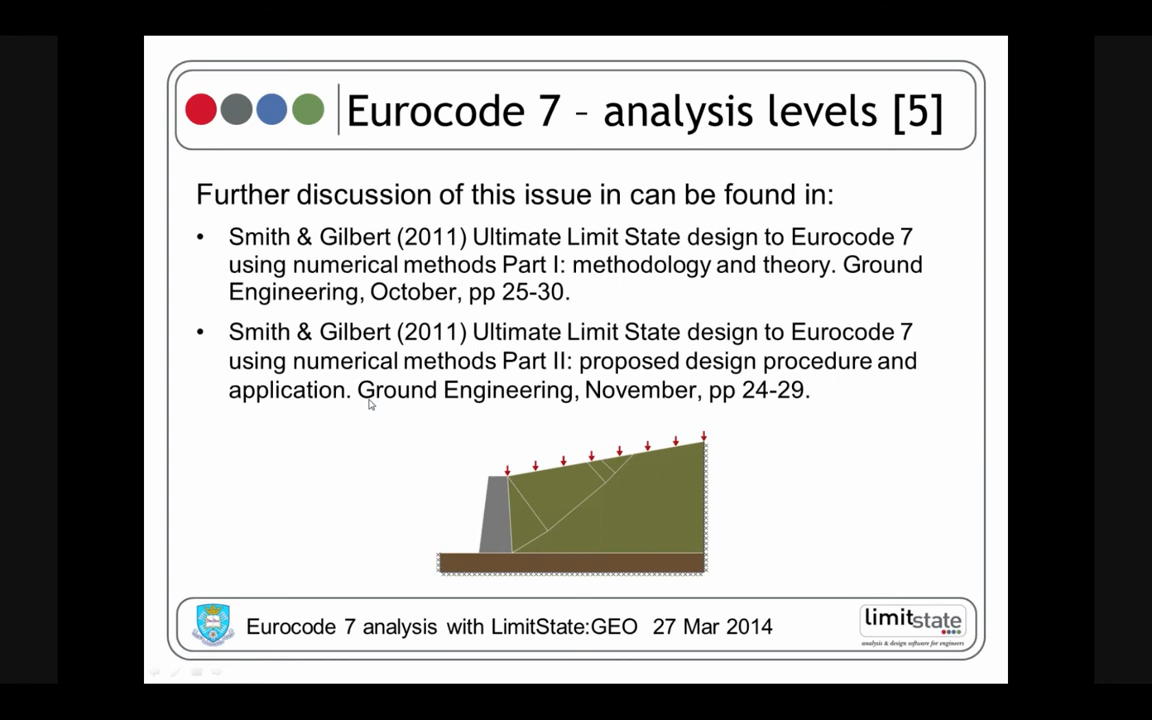 Eurocode 7 – analysis levels [5]
Further discussion of this issue in can be found in:
• Smith & Gilbert (2011) Ultimate Limit State design to Eurocode 7
using numerical methods Part I: methodology and theory. Ground
Engineering, October, pp 25-30.
• Smith & Gilbert (2011) Ultimate Limit State design to Eurocode 7
using numerical methods Part II: proposed design procedure and
application. Ground Engineering, November, pp 24-29.
Eurocode 7 analysis with LimitState:GEO 27 Mar 2014
limitstate
analysis & design software for engineers